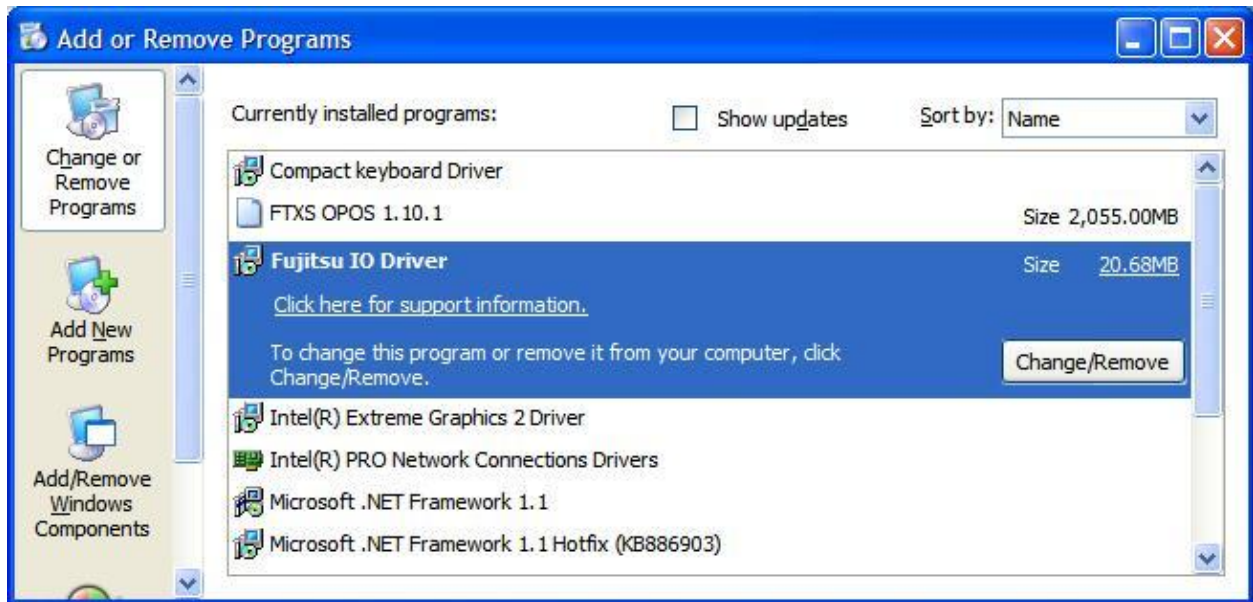 Add or Remove Programs
Change or
Remove
Programs
Add New
Programs
Add/Remove
Windows
Components
Currently installed programs:
Show updates
Sort by: Name
Compact keyboard Driver
FTXS OPOS 1.10.1 Size 2,055.00MB
Fujitsu IO Driver Size 20.68MB
Click here for support information.
To change this program or remove it from your computer, click
Change/Remove.
Change/Remove
Intel(R) Extreme Graphics 2 Driver
Intel(R) PRO Network Connections Drivers
Microsoft .NET Framework 1.1
Microsoft .NET Framework 1.1 Hotfix (KB886903)